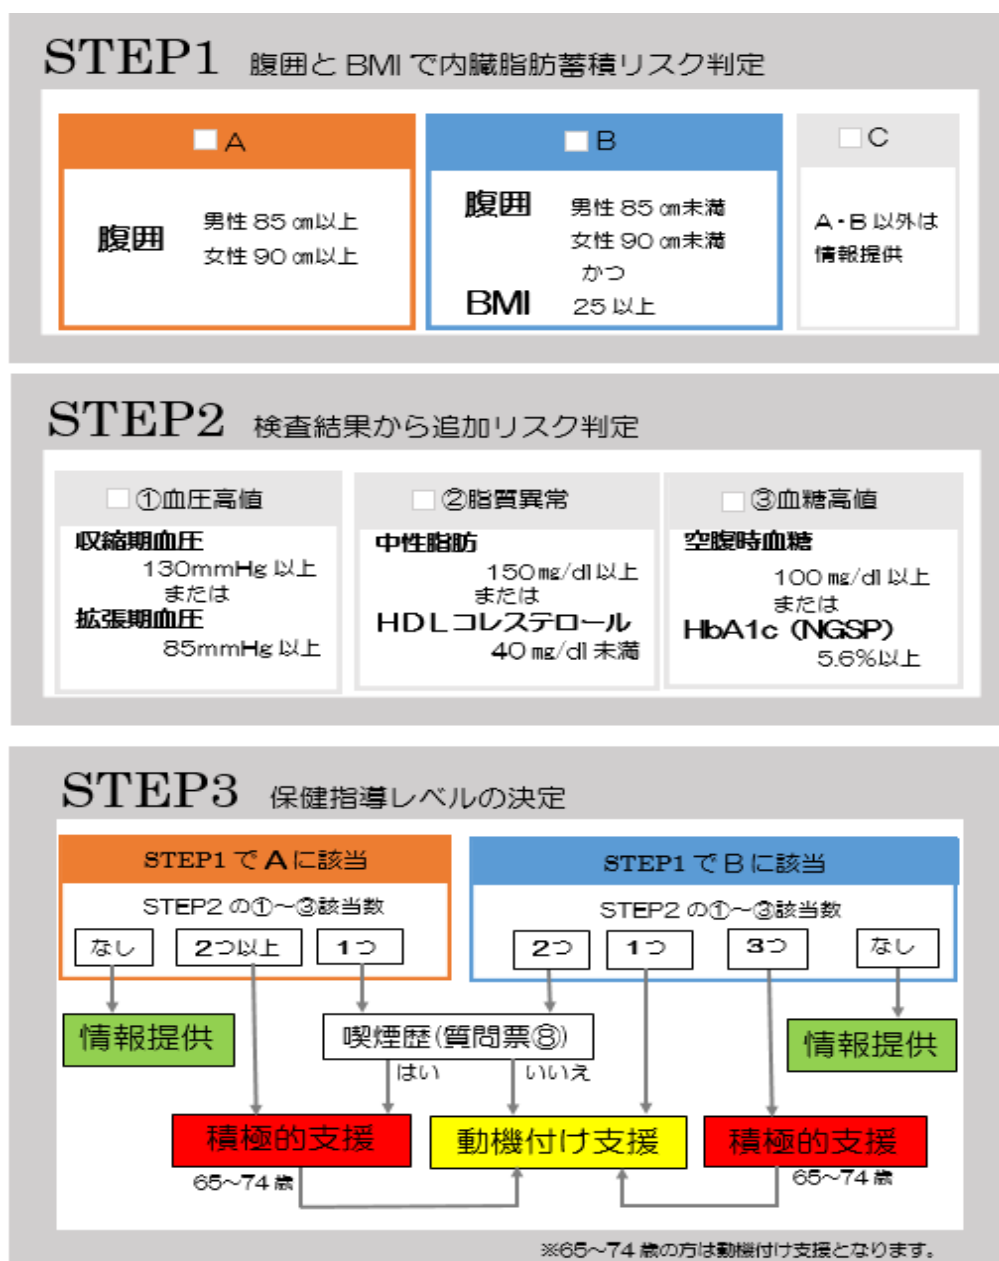 STEP1 腹囲と BMI で内臓脂肪蓄積リスク判定
A
腹囲
男性 85 ㎝以上
女性 90 ㎝以上
B
腹囲
男性 85 ㎝未満
女性 90 ㎝未満
かつ
BMI
25 以上
C
A・B 以外は
情報提供
STEP2 検査結果から追加リスク判定
①血圧高値
収縮期血圧
130mmHg 以上
または
拡張期血圧
85mmHg 以上
②脂質異常
中性脂肪
150 ㎎/dl 以上
または
HDLコレステロール
40 ㎎/dl 未満
③血糖高値
空腹時血糖
100 ㎎/dl 以上
または
HbA1c（NGSP）
5.6%以上
STEP3 保健指導レベルの決定
STEP1 で A に該当
STEP2 の①～③該当数
なし
2つ以上
1つ
STEP1 で B に該当
STEP2 の①～③該当数
2つ
1つ
3つ
なし
情報提供
喫煙歴(質問票⑧)
情報提供
はい
いいえ
積極的支援
動機付け支援
積極的支援
65～74 歳
65～74 歳
※65～74 歳の方は動機付け支援となります。